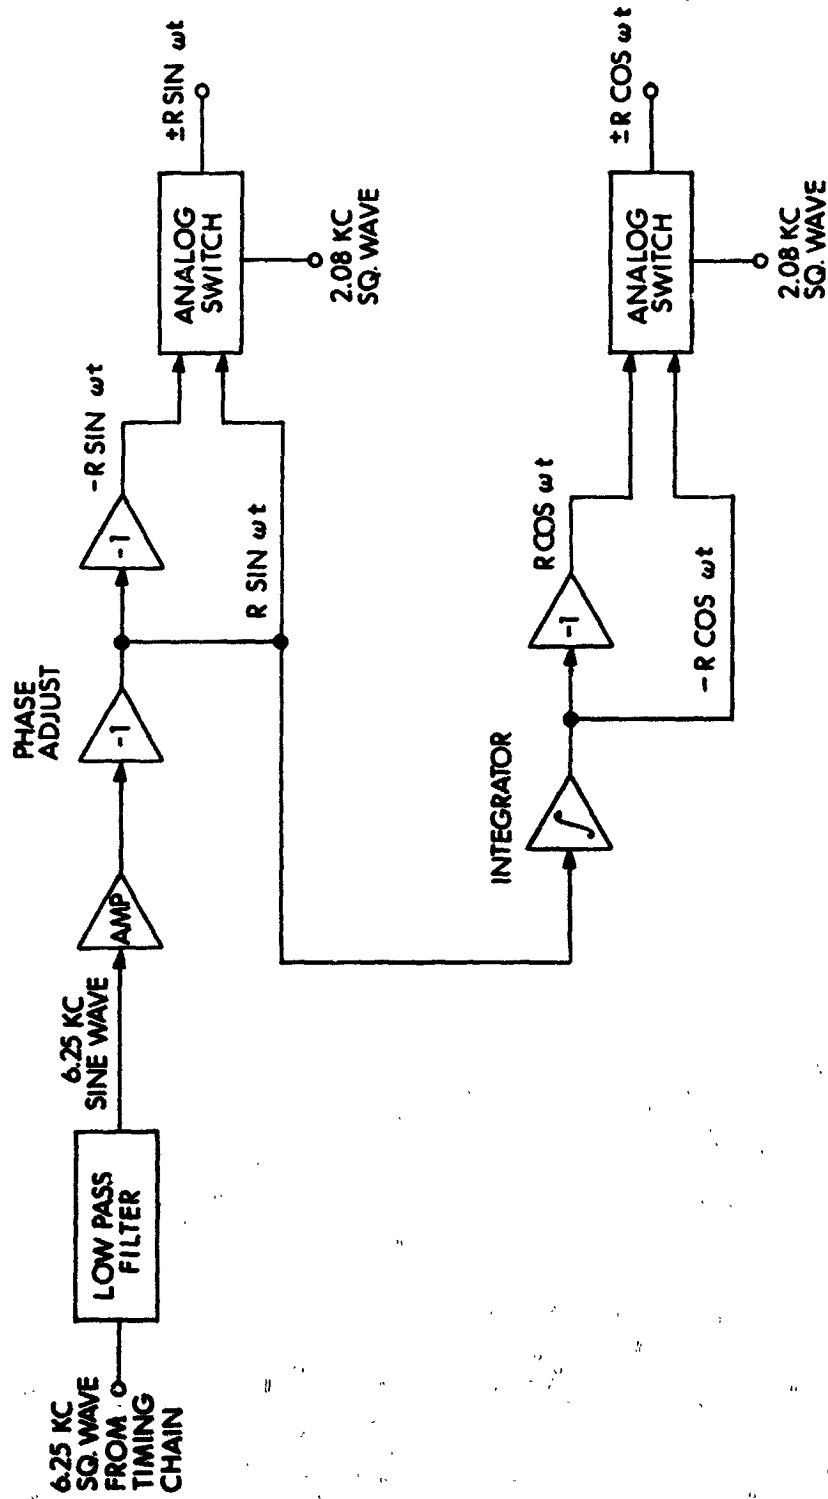 6.25 KC
SQ. WAVE
FROM
TIMING
CHAIN
LOW PASS
FILTER
6.25 KC
SINE WAVE
AMP
PHASE
ADJUST
-1
-1
-R SIN ωt
R SIN ωt
ANALOG
SWITCH
±R SIN ωt
2.08 KC
SQ. WAVE
INTEGRATOR
∫
-1
R COS ωt
-R COS ωt
ANALOG
SWITCH
±R COS ωt
2.08 KC
SQ. WAVE